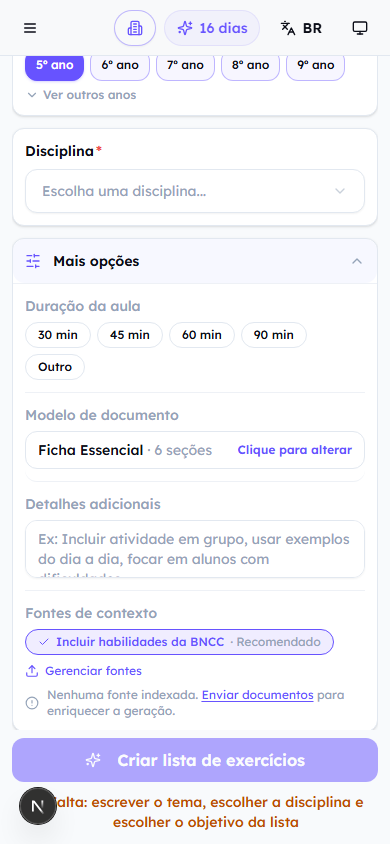 16 dias
BR
5º ano
6º ano
7º ano
8º ano
9º ano
Ver outros anos
Disciplina*
Escolha uma disciplina...
Mais opções
Duração da aula
30 min
45 min
60 min
90 min
Outro
Modelo de documento
Ficha Essencial · 6 seções
Clique para alterar
Detalhes adicionais
Ex: Incluir atividade em grupo, usar exemplos
do dia a dia, focar em alunos com
Fontes de contexto
Incluir habilidades da BNCC · Recomendado
Gerenciar fontes
Nenhuma fonte indexada. Enviar documentos para
enriquecer a geração.
Criar lista de exercícios
N
alta: escrever o tema, escolher a disciplina e
escolher o objetivo da lista